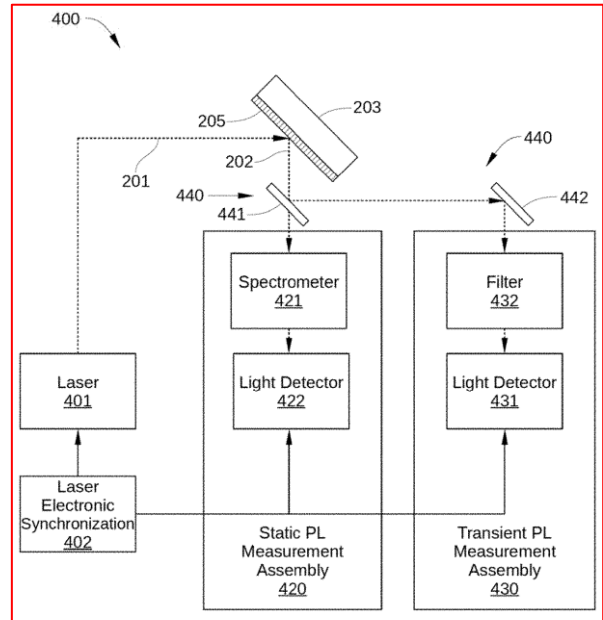 400
205
203
202
201
440
440
441
442
Spectrometer
421
Filter
432
Laser
401
Light Detector
422
Light Detector
431
Laser
Electronic
Synchronization
402
Static PL
Measurement
Assembly
420
Transient PL
Measurement
Assembly
430